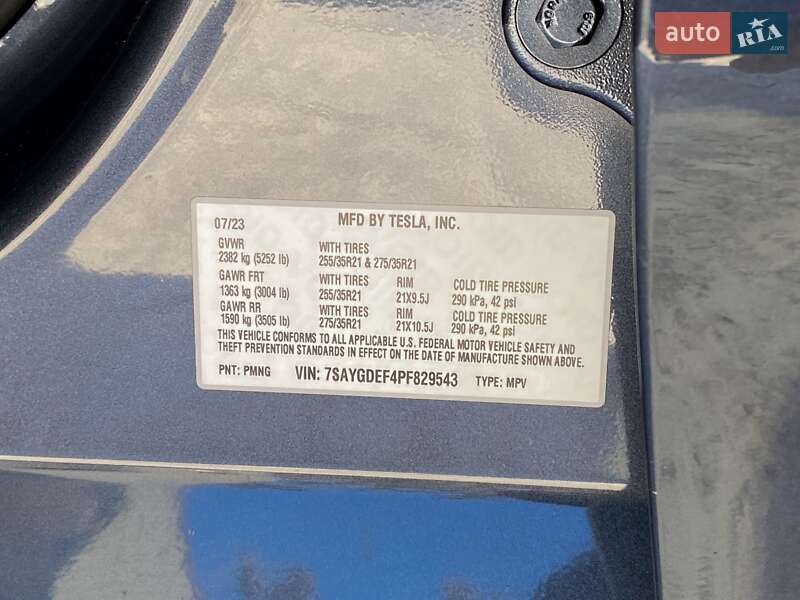 auto RIA
07/23 MFD BY TESLA, INC.
GVWR WITH TIRES
2382 kg (5252 lb) 255/35R21 & 275/35R21
GAWR FRT WITH TIRES RIM COLD TIRE PRESSURE
1363 kg (3004 lb) 255/35R21 21X9.5J 290 kPa, 42 psi
GAWR RR WITH TIRES RIM COLD TIRE PRESSURE
1590 kg (3505 lb) 275/35R21 21X10.5J 290 kPa, 42 psi
THIS VEHICLE CONFORMS TO ALL APPLICABLE U.S. FEDERAL MOTOR VEHICLE SAFETY AND
THEFT PREVENTION STANDARDS IN EFFECT ON THE DATE OF MANUFACTURE SHOWN ABOVE.
PNT: PMNG VIN: 7SAYGDEF4PF829543 TYPE: MPV